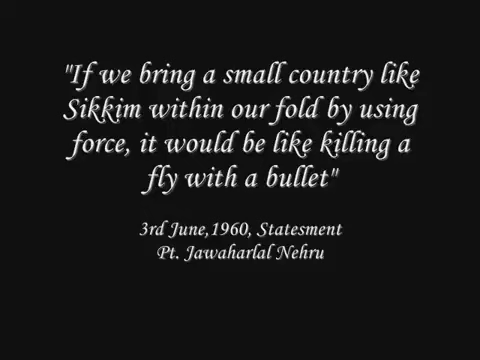 "If we bring a small country like
Sikkim within our fold by using
force, it would be like killing a
fly with a bullet"
3rd June,1960, Statesment
Pt. Jawaharlal Nehru